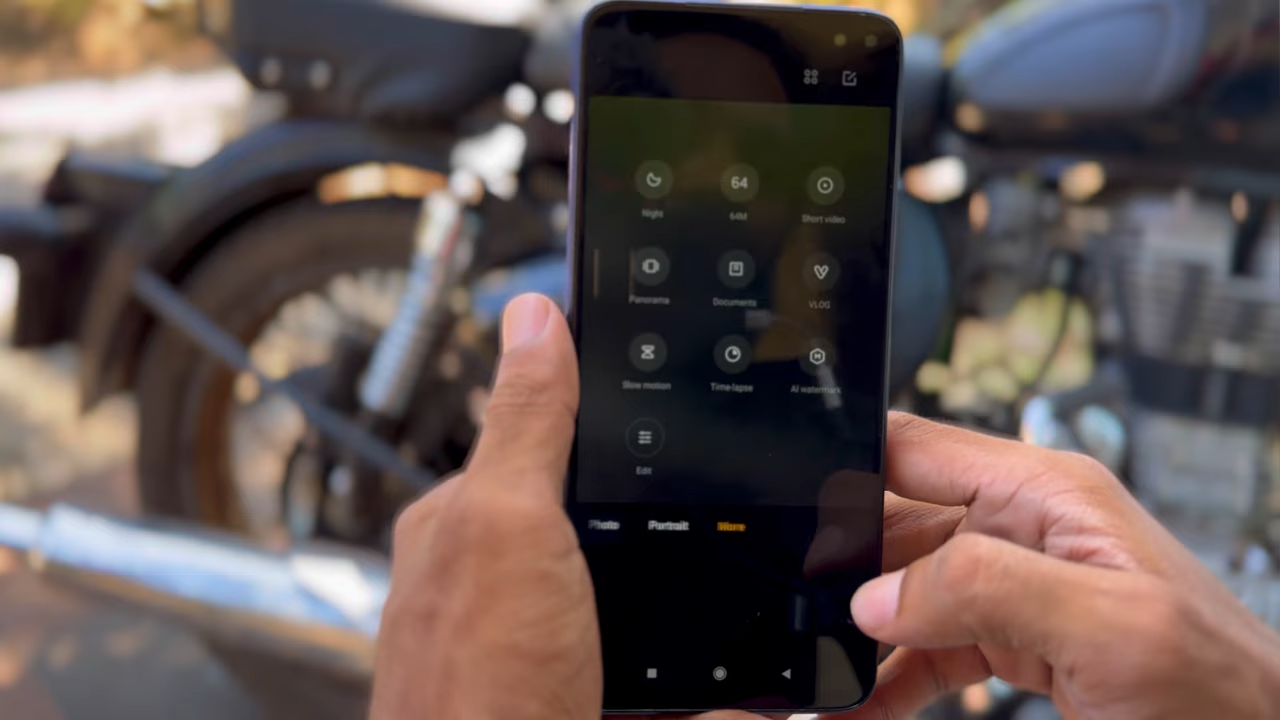 64
Night 64M Short video
Panorama Documents VLOG
Slow motion Time-lapse AI watermark
Edit
Photo Portrait More